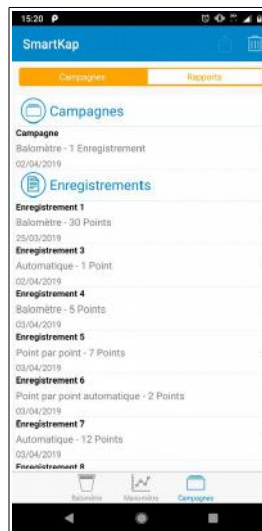 15:20
SmartKap
Campagnes Rapports
Campagnes
Campagne
Balomètre - 1 Enregistrement
02/04/2019
Enregistrements
Enregistrement 1
Balomètre - 30 Points
25/03/2019
Enregistrement 3
Automatique - 1 Point
02/04/2019
Enregistrement 4
Balomètre - 5 Points
03/04/2019
Enregistrement 5
Point par point - 7 Points
03/04/2019
Enregistrement 6
Point par point automatique - 2 Points
03/04/2019
Enregistrement 7
Automatique - 12 Points
03/04/2019
Enregistrement 8
Balomètre Manomètre Campagnes